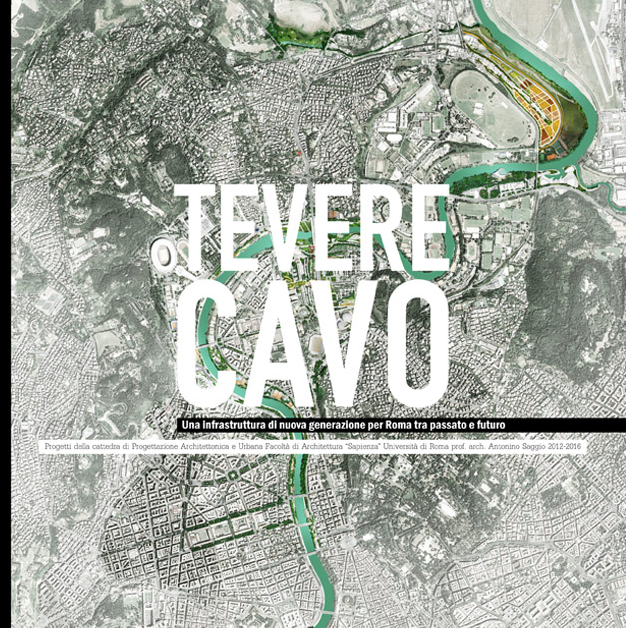 TEVERE
CAVO
Una infrastruttura di nuova generazione per Roma tra passato e futuro
Progetti della cattedra di Progettazione Architettonica e Urbana Facoltà di Architettura "Sapienza" Università di Roma prof. arch. Antonino Saggio 2012-2016